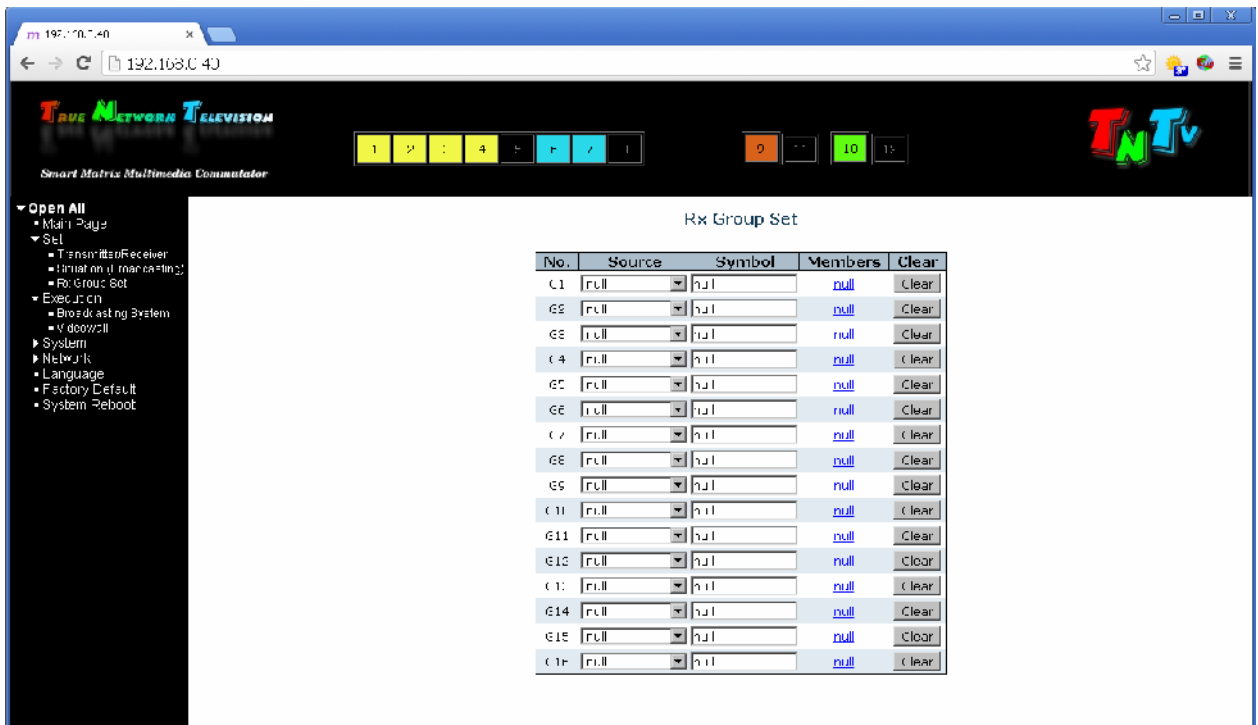 192.168.0.40
TRUE NETWORK TELEVISION
Smart Matrix Multimedia Commutator
1 2 4
9 10
TNTV
Open All
Main Page
Set
Transmitter/Receiver
Situation (Broadcasting)
Rx Group Set
Execution
Broadcasting System
Videowall
System
Network
Language
Factory Default
System Reboot
Rx Group Set
No. Source Symbol Members Clear
G1 null null null Clear
G2 null null null Clear
G3 null null null Clear
G4 null null null Clear
G5 null null null Clear
G6 null null null Clear
G7 null null null Clear
G8 null null null Clear
G9 null null null Clear
G10 null null null Clear
G11 null null null Clear
G12 null null null Clear
G13 null null null Clear
G14 null null null Clear
G15 null null null Clear
G16 null null null Clear